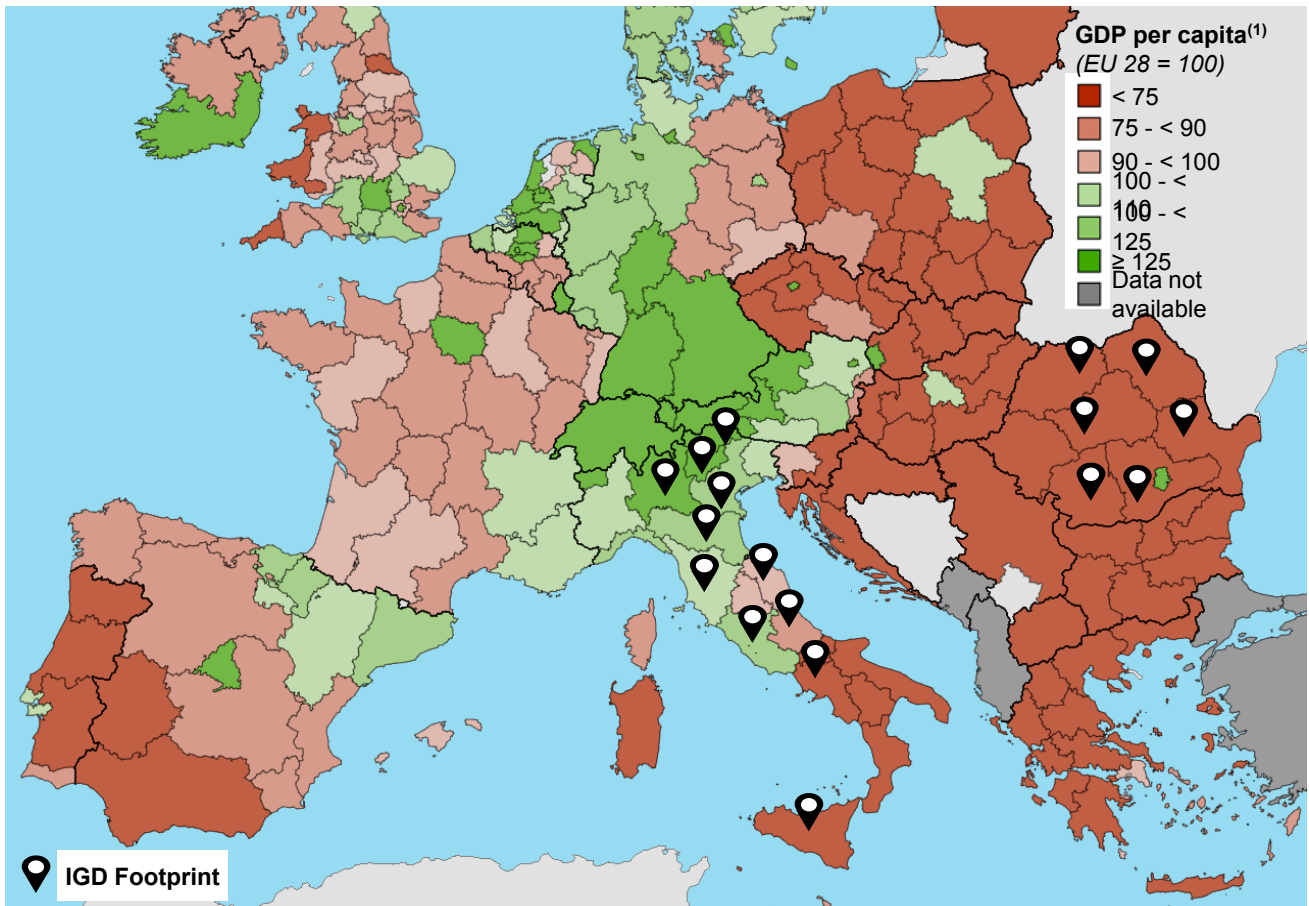 GDP per capita(1)
(EU 28 = 100)
< 75
75 - < 90
90 - < 100
100 - <
110
100 - <
125
≥ 125
Data not
available
IGD Footprint